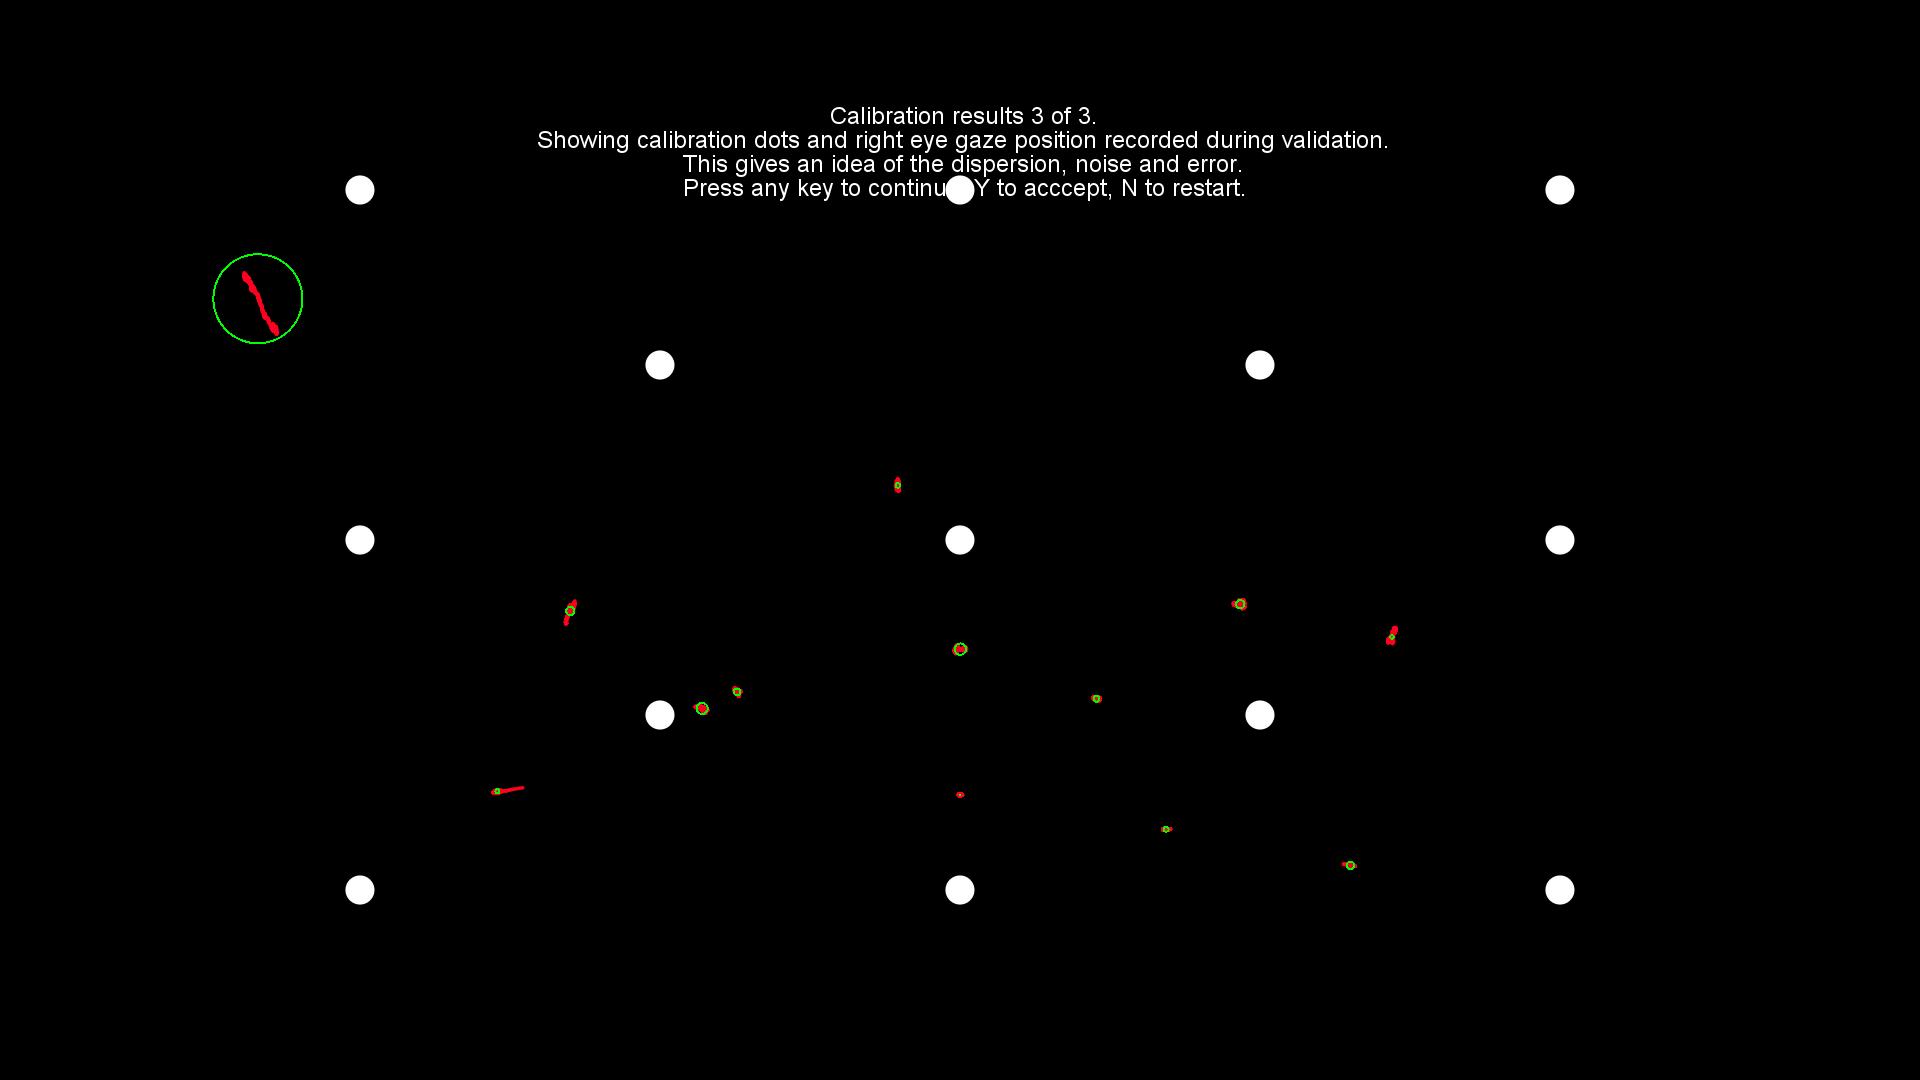 Calibration results 3 of 3.
Showing calibration dots and right eye gaze position recorded during validation.
This gives an idea of the dispersion, noise and error.
Press any key to continu Y to acccept, N to restart.